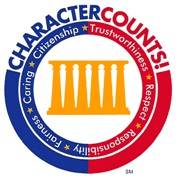 CHARACTER COUNTS!
Trustworthiness ★ Respect ★ Responsibility ★ Fairness ★ Caring ★ Citizenship ★
SM